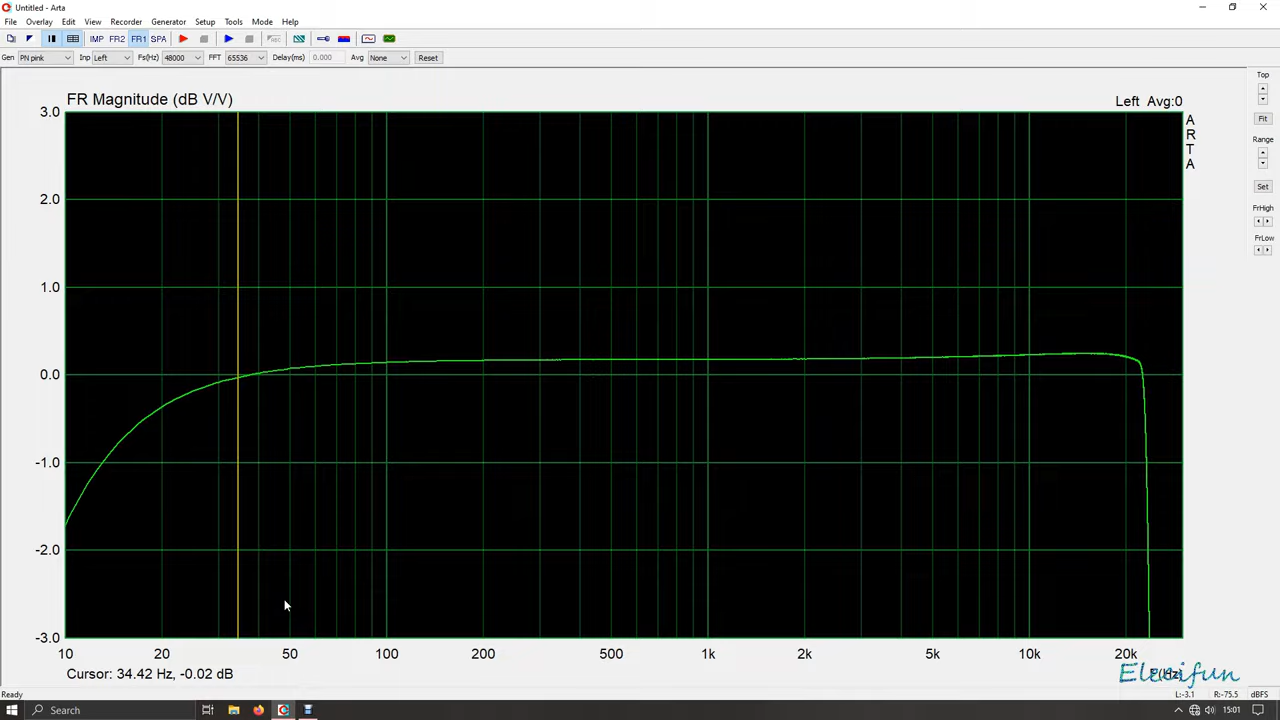 Untitled - Arta
File Overlay Edit View Recorder Generator Setup Tools Mode Help
IMP FR2 FR1 SPA
Gen PN pink Inp Left Fs(Hz) 48000 FFT 65536 Delay(ms) 0.000 Avg None Reset
Top
FR Magnitude (dB V/V) Left Avg:0
Fit
Range
Set
FrHigh
FrLow
A
R
T
A
3.0
2.0
1.0
0.0
-1.0
-2.0
-3.0
10 20 50 100 200 500 1k 2k 5k 10k 20k
Cursor: 34.42 Hz, -0.02 dB
Elecifun
Ready L:-3.1 R:-75.5 dBFS
Search 15:01